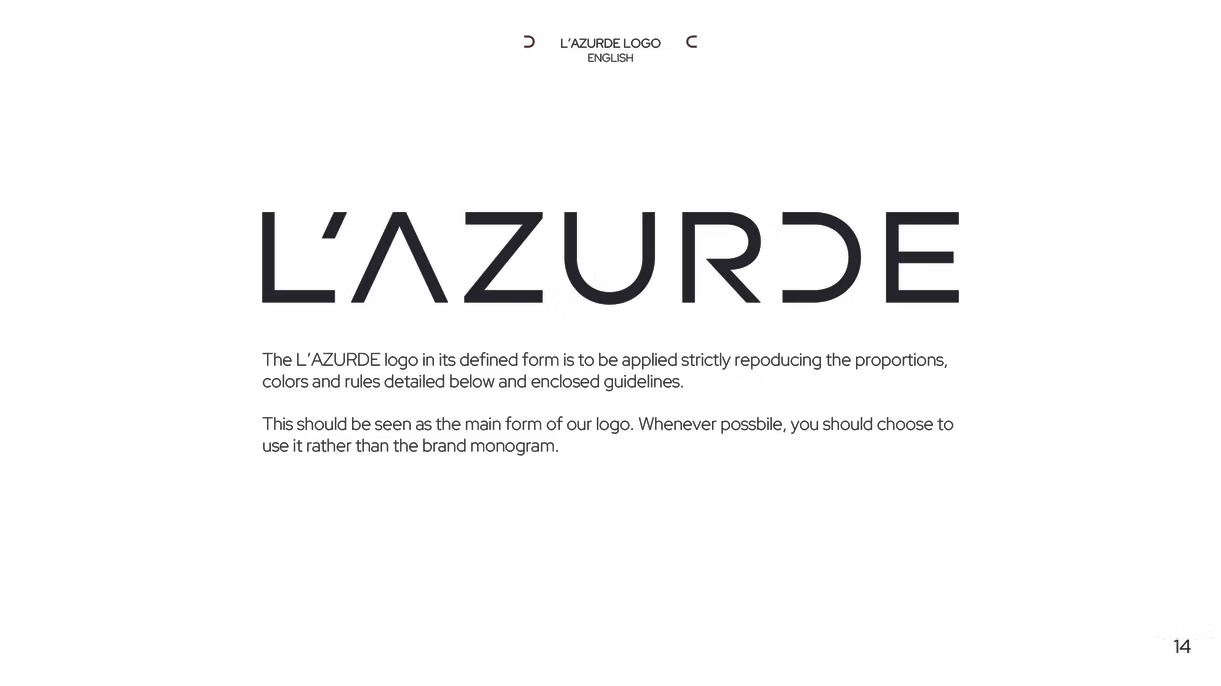 L’AZURDE LOGO
ENGLISH
L’AZURDE
The L’AZURDE logo in its defined form is to be applied strictly repoducing the proportions,
colors and rules detailed below and enclosed guidelines.
This should be seen as the main form of our logo. Whenever possbile, you should choose to
use it rather than the brand monogram.
14